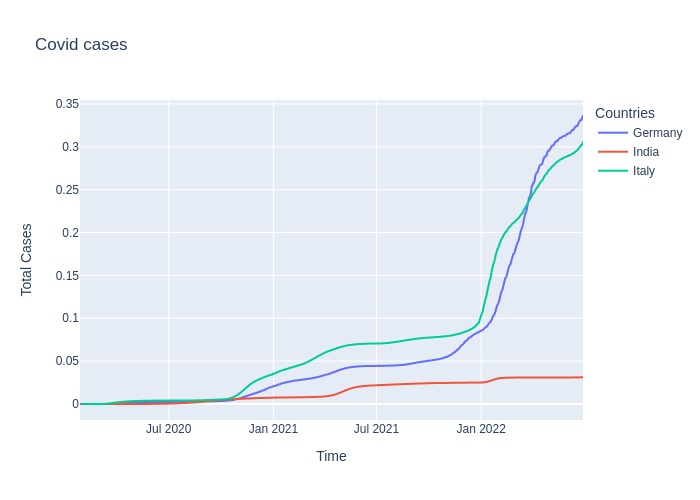 Covid cases
0.35
0.3
0.25
0.2
0.15
0.1
0.05
0
Total Cases
Jul 2020
Jan 2021
Jul 2021
Jan 2022
Time
Countries
Germany
India
Italy